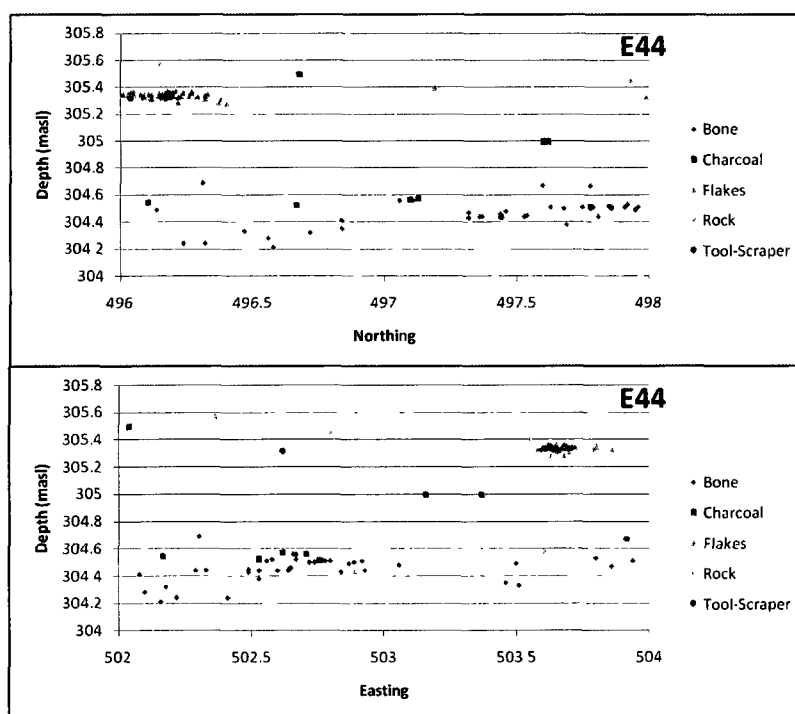 E44
305.8
305.6
305.4
305.2
305
304.8
304.6
304.4
304.2
304
Depth (masl)
496
496.5
497
497.5
498
Northing
Bone
Charcoal
Flakes
Rock
Tool-Scraper
E44
305.8
305.6
305.4
305.2
305
304.8
304.6
304.4
304.2
304
Depth (masl)
502
502.5
503
503 5
504
Easting
Bone
Charcoal
Flakes
Rock
Tool-Scraper